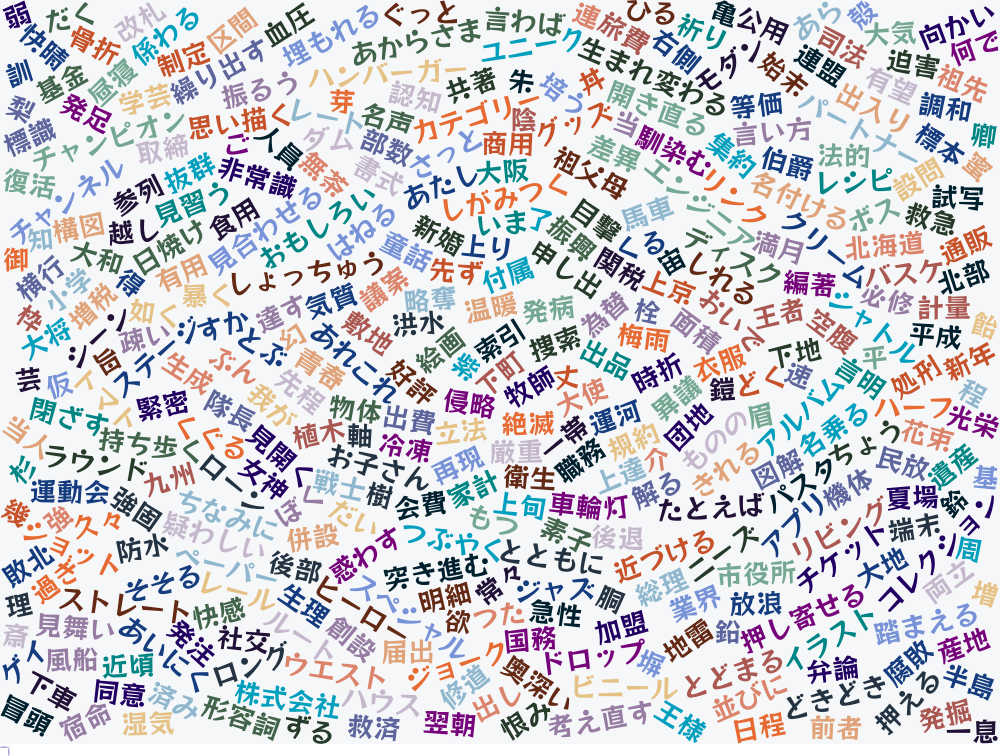 弱
だく
改札
係わる
区間
血圧
埋もれる
ぐっと
言わば
連
旅費
ひる
祈り
亀
公用
あら
殻
司法
大気
向かい
何で
快晴
骨折
制定
繰り出す
あからさま
ユニーク
生まれ変わる
右側
モダン
始末
連盟
迫害
祖先
訓
基金
風
寝
学芸
振るう
ハンバーガー
共著
朱
培う
丼
開き直る
等価
パートナー
出入り
有望
調和
卿
梨
発足
チャンピオン
思い描く
芽
認知
名声
カテゴリー
陰
グッズ
当
馴染む
集約
言い方
標本
蜜
標識
取締
ご
人員
ダム
部数
さっと
商用
差異
伯爵
法的
設問
復活
チャンネル
参列
抜群
非常識
無茶
書式
あたし
大阪
祖父母
エンジニア
リンク
名付ける
レシピ
ボス
試写
知
構図
越し
見習う
食用
見合わせる
おもしろい
はねる
しがみつく
いま
了
目撃
馬車
満月
クリーム
救急
御
大和
日焼け
新婚
上り
振興
くる
宙
ディスク
北海道
通販
横行
小学
得
有用
しょっちゅう
童話
先ず
付属
申し出
関税
上京
しれる
編著
バスケ
北部
枠
増税
如く
暴く
達す
気質
議案
略奪
温暖
発病
為替
栓
おい
王者
必修
計量
大将
シーン
疎い
ステージ
すかと
幻
敷地
洪水
索引
捜索
梅雨
面積
空腹
シャトル
平成
飴
芸
岳
仮
イマイ
生成
とぶ
ぶん
青春
あれこれ
絵画
紫
下町
出品
衣服
下地
平
言明
処刑
新年
閉ざす
緊密
隊長
我が
先程
好評
侵略
牧師
丈
大使
時折
鎧
どく
速
アルバム
程
当人
持ち歩く
くぐる
見開く
植木
物体
出費
軸
冷凍
立法
絶滅
一帯
運河
異議
団地
ものの
眉
名乗る
ハーフ
光栄
杉
ラウンド
九州
ローン
女神
お子さん
再現
厳重
衛生
職務
規約
上達
介
きれる
図解
パスタ
ちょう
民放
花束
遺産
基
運動会
強固
ちなみに
ぼく
戦士
樹
会費
家計
上旬
車輪
灯
解る
たとえば
アプリ
機体
夏場
鈴
幾
強
久々
疑わしい
併設
だい
もつ
素子
後退
近づける
ニーズ
リビング
端末
敗北
ショット
防水
ペーパー
後部
惑わす
つぶやく
とともに
市役所
チケット
大地
コレクション
周
過ぎ
そそる
レール
生理
ヒーロー
スペシャル
突き進む
明細
常々
ジャズ
胴
総理
業界
放浪
両立
増
理
ストレート
快感
ルート
創設
欲
つた
急性
加盟
鉛
押し寄せる
イラスト
踏まえる
斎
見舞い
あいにく
発注
社交
届出
ジョーク
国務
ドロップ
堀
地雷
とどまる
弁論
産地
ゲト
風船
近頃
ロング
ウエスト
修道
奥深い
ビニール
並びに
どきどき
腐敗
半島
下車
同意
済み
株式会社
ハウス
出し
恨み
考え直す
王様
日程
前者
押える
発掘
冒頭
宿命
湿気
形容詞
ずる
救済
翌朝
一息